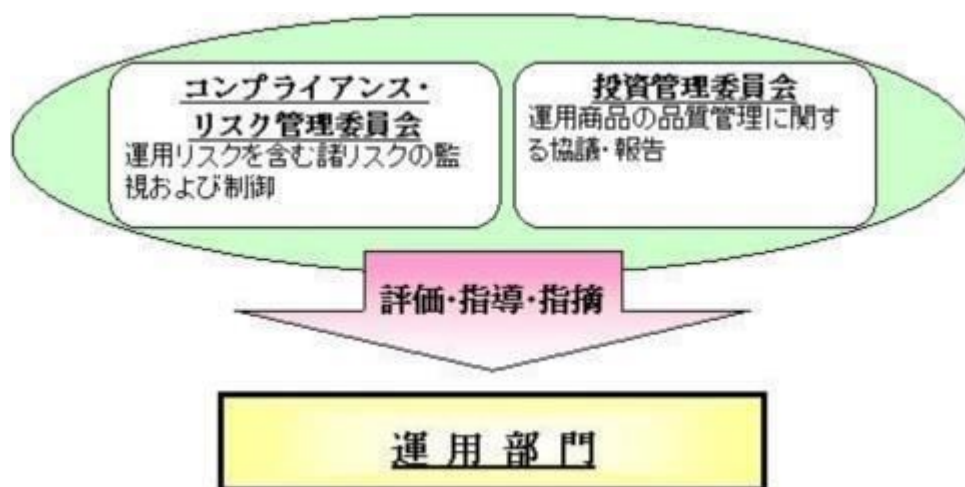 コンプライアンス・
リスク管理委員会
運用リスクを含む諸リスクの監
視および制御
投資管理委員会
運用商品の品質管理に関す
る協議・報告
評価・指導・指摘
運用部門